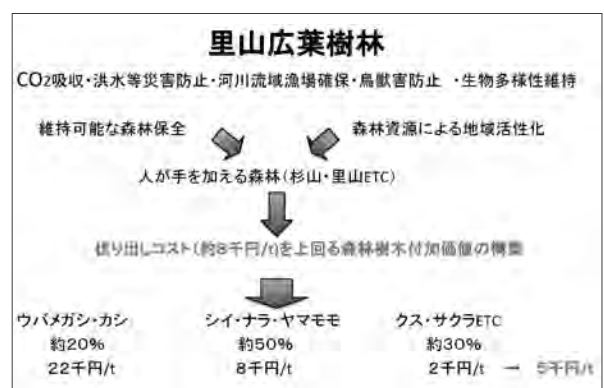 里山広葉樹林
CO2吸収・洪水等災害防止・河川流域漁場確保・鳥獣害防止 ・生物多様性維持
維持可能な森林保全 森林資源による地域活性化
人が手を加える森林(杉山・里山ETC)
伐り出しコスト(約8千円/t)を上回る森林樹木付加価値の構築
ウバメガシ・カシ シイ・ナラ・ヤマモモ クス・サクラETC
約20% 約50% 約30%
22千円/t 8千円/t 2千円/t → 5千円/t